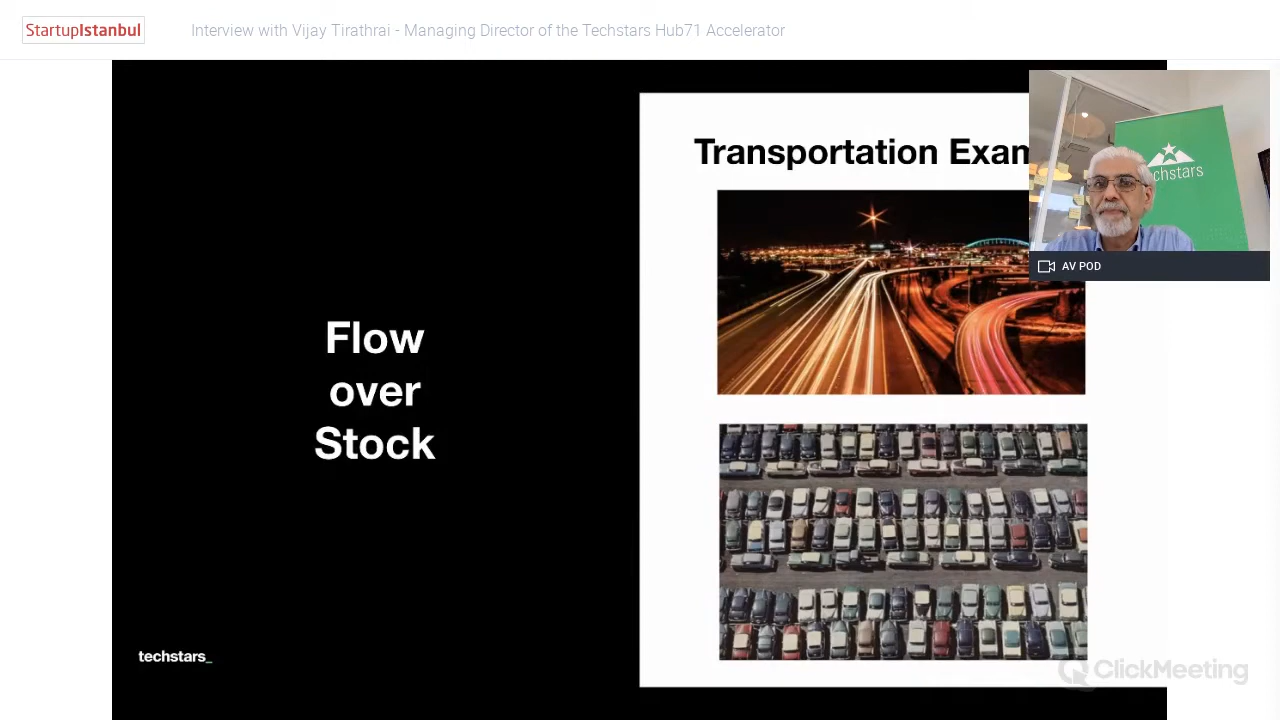 StartupIstanbul
Interview with Vijay Tirathrai - Managing Director of the Techstars Hub71 Accelerator
Transportation Exam
chstars
AV POD
Flow
over
Stock
techstars_
ClickMeeting